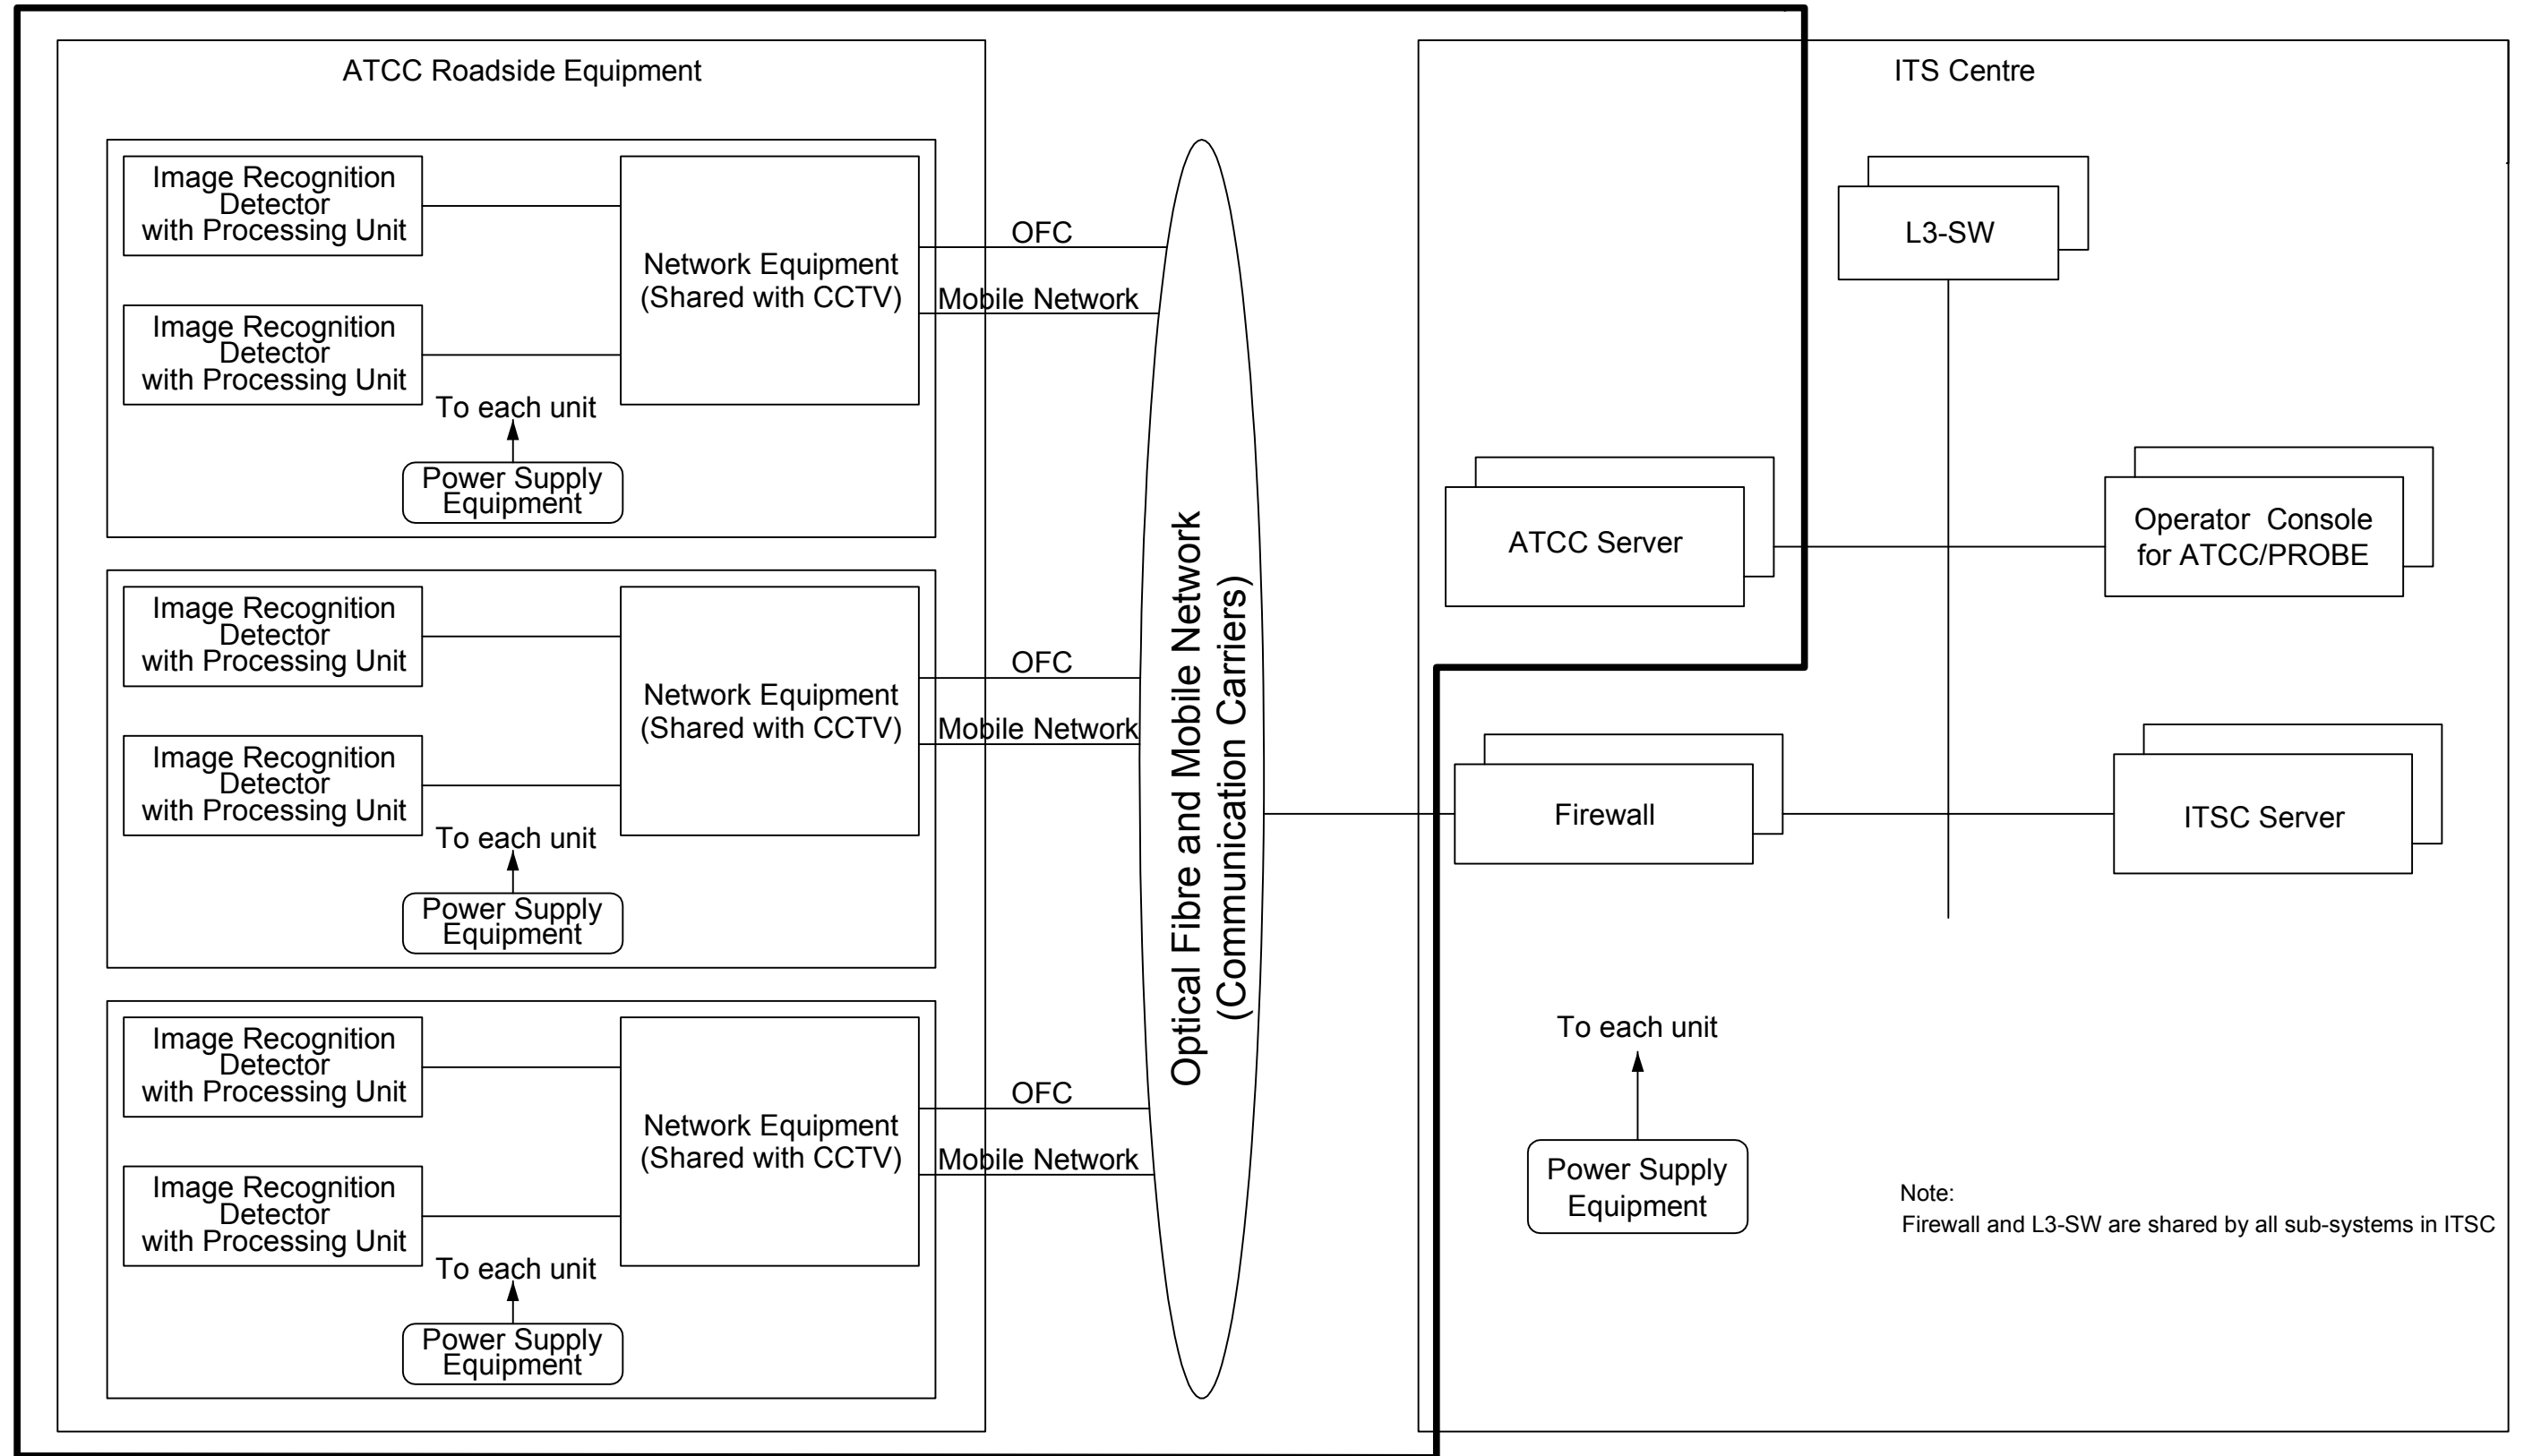 ATCC Roadside Equipment
Image Recognition
Detector
with Processing Unit
Image Recognition
Detector
with Processing Unit
Network Equipment
(Shared with CCTV)
To each unit
Power Supply
Equipment
OFC
Mobile Network
Image Recognition
Detector
with Processing Unit
Image Recognition
Detector
with Processing Unit
Network Equipment
(Shared with CCTV)
To each unit
Power Supply
Equipment
OFC
Mobile Network
Image Recognition
Detector
with Processing Unit
Image Recognition
Detector
with Processing Unit
Network Equipment
(Shared with CCTV)
To each unit
Power Supply
Equipment
OFC
Mobile Network
Optical Fibre and Mobile Network
(Communication Carriers)
ITS Centre
L3-SW
ATCC Server
Operator  Console
for ATCC/PROBE
Firewall
ITSC Server
To each unit
Power Supply
Equipment
Note:
Firewall and L3-SW are shared by all sub-systems in ITSC